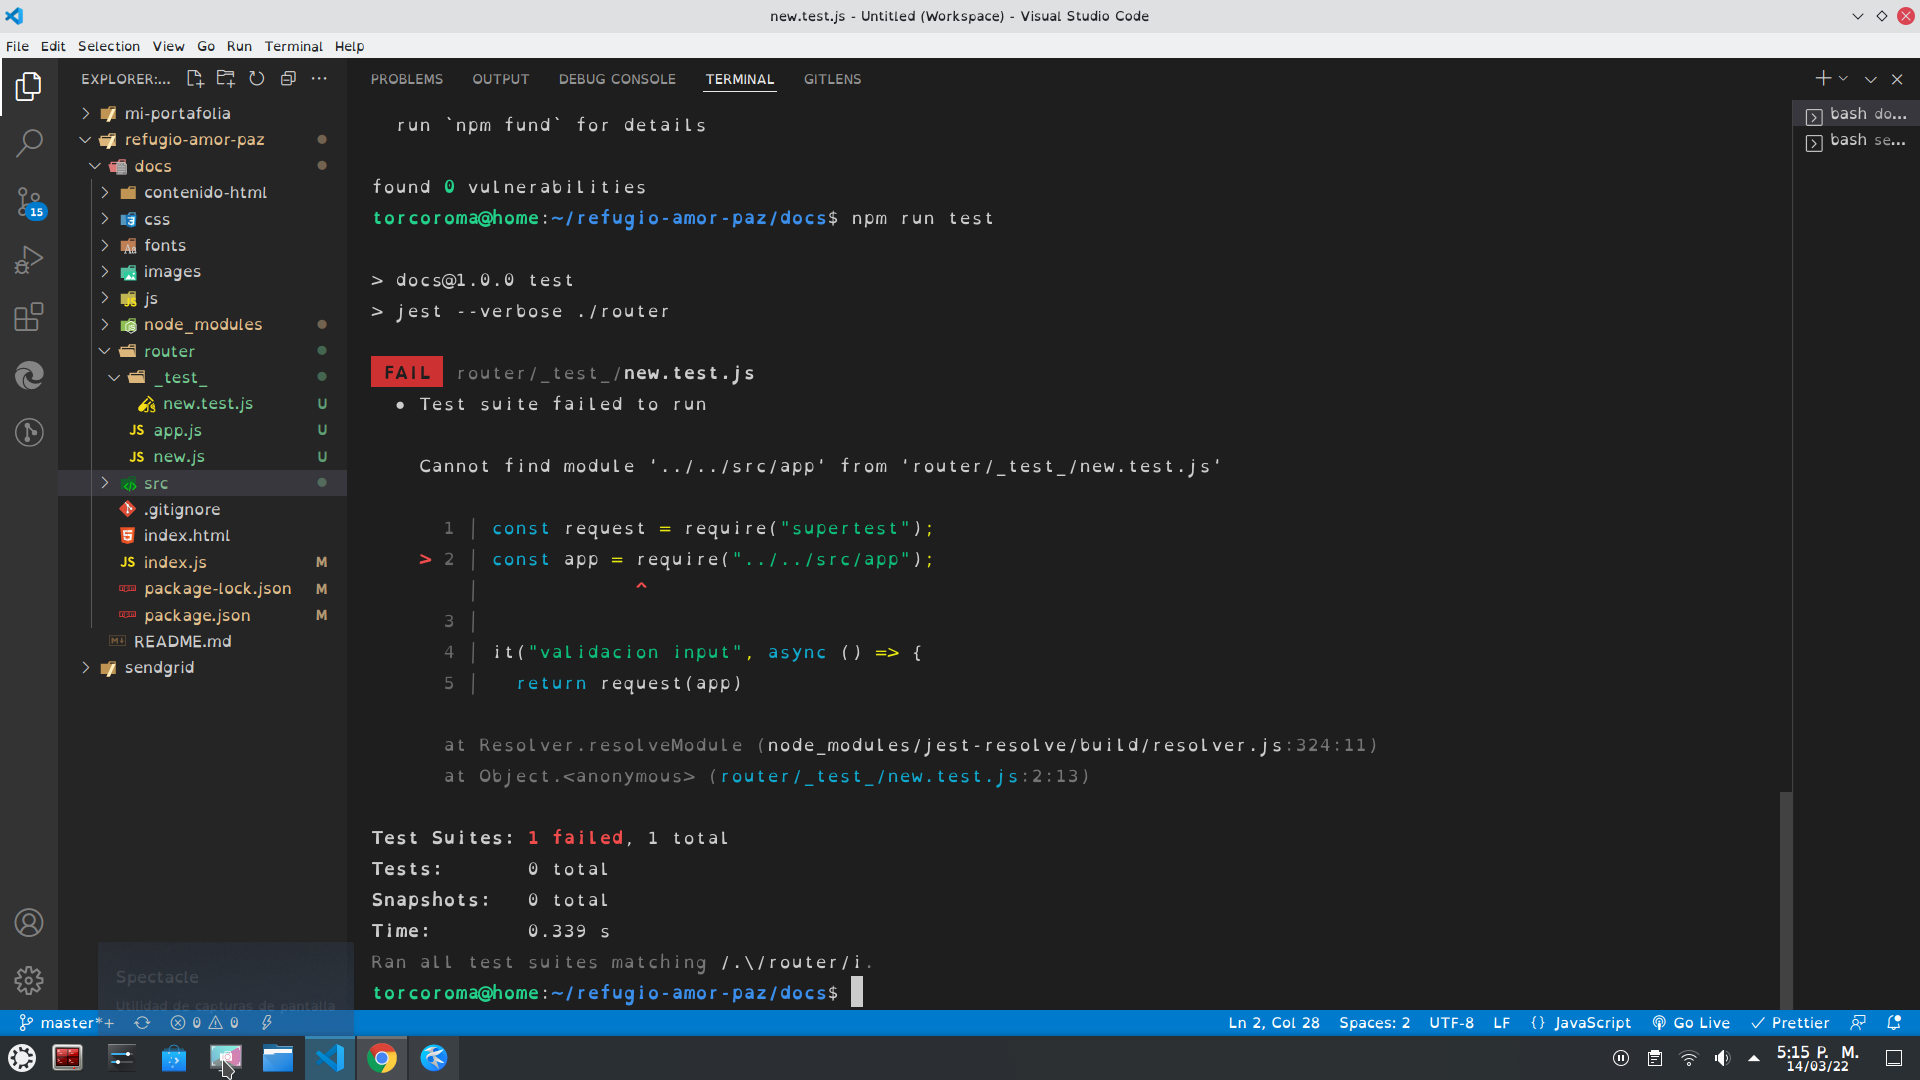 new.test.js - Untitled (Workspace) - Visual Studio Code
File Edit Selection View Go Run Terminal Help
EXPLORER:...
mi-portafolia
refugio-amor-paz
docs
contenido-html
css
fonts
images
js
node_modules
router
_test_
new.test.js U
app.js U
new.js U
src
.gitignore
index.html
index.js M
package-lock.json M
package.json M
README.md
sendgrid
15
PROBLEMS OUTPUT DEBUG CONSOLE TERMINAL GITLENS
bash do...
bash se...
run `npm fund` for details
found 0 vulnerabilities
torcoroma@home:~/refugio-amor-paz/docs$ npm run test
> docs@1.0.0 test
> jest --verbose ./router
FAIL router/_test_/new.test.js
● Test suite failed to run
Cannot find module '../../src/app' from 'router/_test_/new.test.js'
1 | const request = require("supertest");
> 2 | const app = require("../../src/app");
| ^
3 |
4 | it("validacion input", async () => {
5 | return request(app)
at Resolver.resolveModule (node_modules/jest-resolve/build/resolver.js:324:11)
at Object.<anonymous> (router/_test_/new.test.js:2:13)
Test Suites: 1 failed, 1 total
Tests: 0 total
Snapshots: 0 total
Time: 0.339 s
Ran all test suites matching /.\/router/i.
torcoroma@home:~/refugio-amor-paz/docs$
Spectacle
Utilidad de capturas de pantalla
master*+ 0 0 Ln 2, Col 28 Spaces: 2 UTF-8 LF {} JavaScript Go Live Prettier
5:15 P. M.
14/03/22